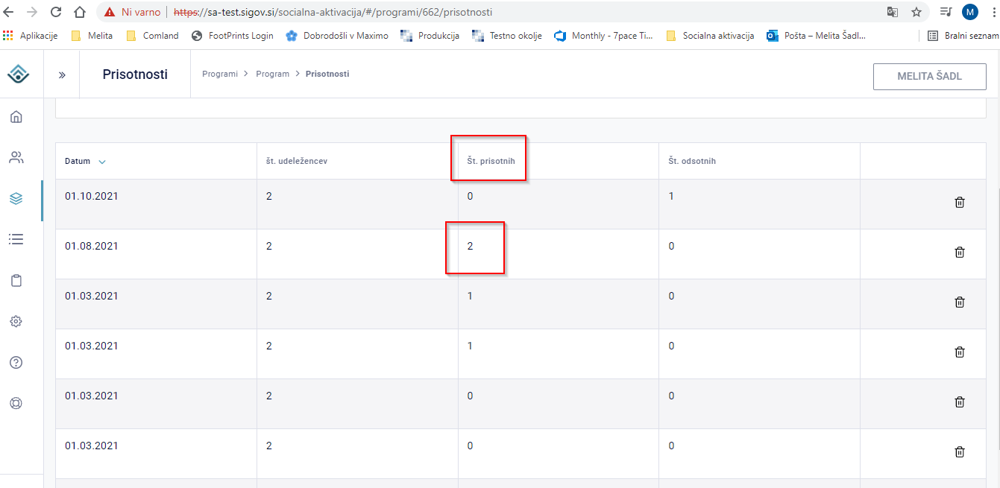 Ni varno https://sa-test.sigov.si/socialna-aktivacija/#/programi/662/prisotnosti M
Aplikacije Melita Comland FootPrints Login Dobrodošli v Maximo Produkcija Testno okolje Monthly - 7pace Ti... Socialna aktivacija Pošta – Melita Šadl... Bralni seznam
Prisotnosti Programi Program Prisotnosti MELITA ŠADL
Datum št. udeležencev Št. prisotnih Št. odsotnih
01.10.2021 2 0 1
01.08.2021 2 2 0
01.03.2021 2 1 0
01.03.2021 2 1 0
01.03.2021 2 0 0
01.03.2021 2 0 0